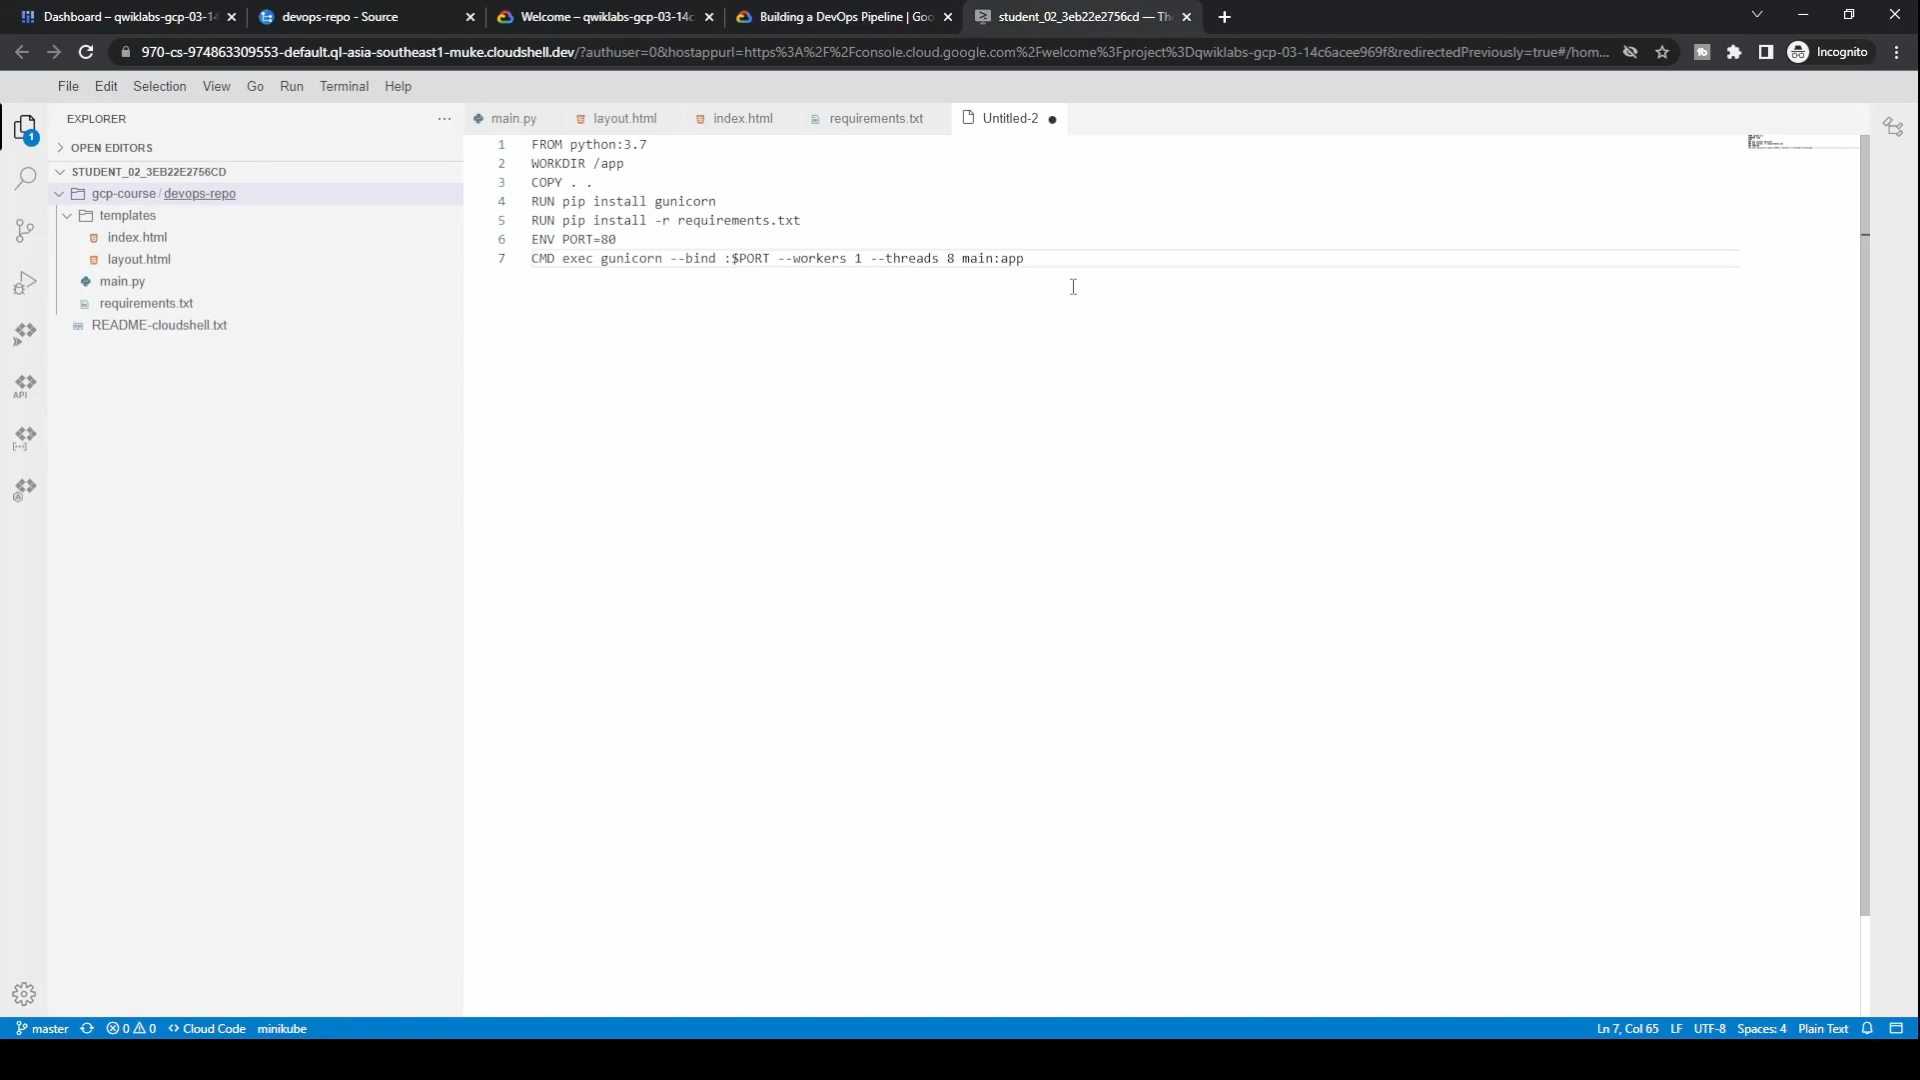 Dashboard – qwiklabs-gcp-03-14
devops-repo - Source
Welcome – qwiklabs-gcp-03-14c
Building a DevOps Pipeline | Goo
student_02_3eb22e2756cd — Th
970-cs-974863309553-default.ql-asia-southeast1-muke.cloudshell.dev/?authuser=0&hostappurl=https%3A%2F%2Fconsole.cloud.google.com%2Fwelcome%3Fproject%3Dqwiklabs-gcp-03-14c6acee969f&redirectedPreviously=true#/hom...
Incognito
File Edit Selection View Go Run Terminal Help
EXPLORER
main.py
layout.html
index.html
requirements.txt
Untitled-2
1
OPEN EDITORS
STUDENT_02_3EB22E2756CD
gcp-course / devops-repo
templates
index.html
layout.html
main.py
requirements.txt
README-cloudshell.txt
API
1 FROM python:3.7
2 WORKDIR /app
3 COPY . .
4 RUN pip install gunicorn
5 RUN pip install -r requirements.txt
6 ENV PORT=80
7 CMD exec gunicorn --bind :$PORT --workers 1 --threads 8 main:app
master 0 0 <> Cloud Code minikube
Ln 7, Col 65 LF UTF-8 Spaces: 4 Plain Text